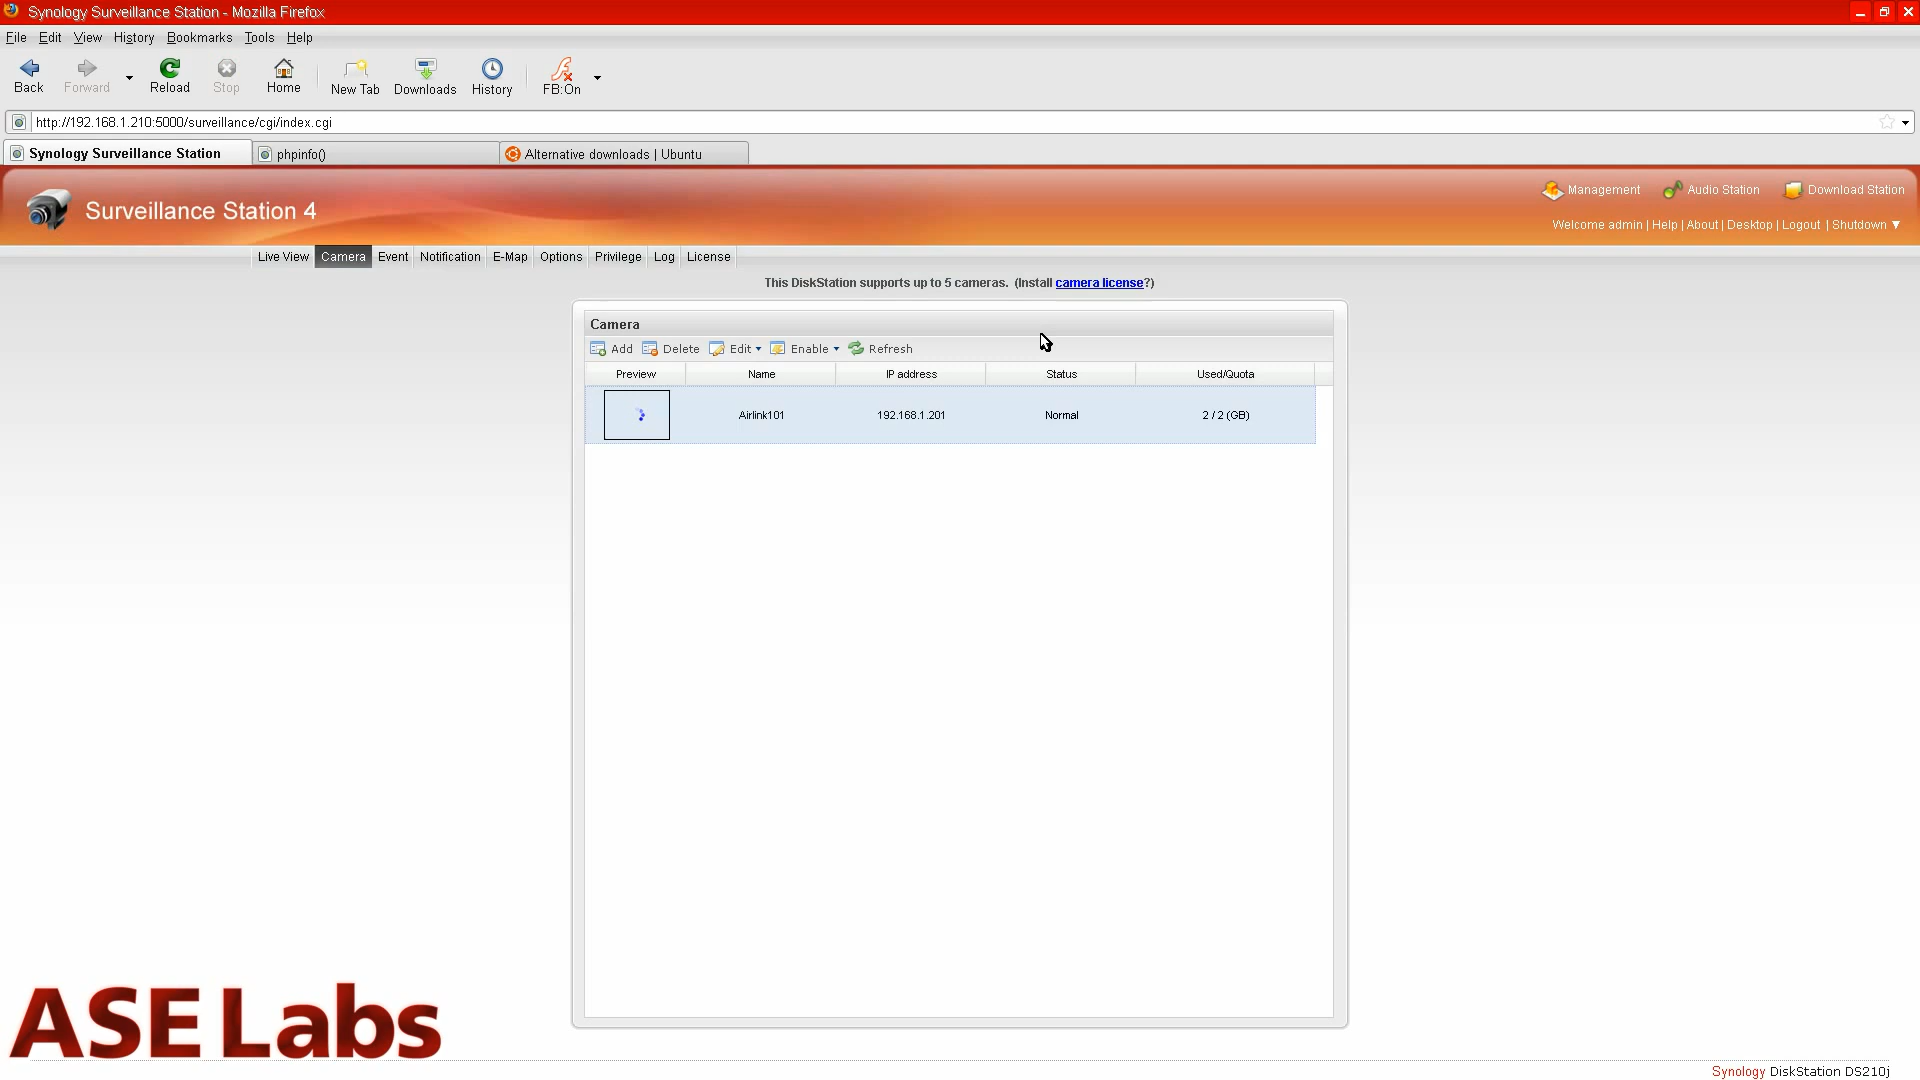 Synology Surveillance Station - Mozilla Firefox
File Edit View History Bookmarks Tools Help
Back Forward Reload Stop Home New Tab Downloads History FB:On
http://192.168.1.210:5000/surveillance/cgi/index.cgi
Synology Surveillance Station phpinfo() Alternative downloads | Ubuntu
Management Audio Station Download Station
Surveillance Station 4
Welcome admin | Help | About | Desktop | Logout | Shutdown ▼
Live View Camera Event Notification E-Map Options Privilege Log License
This DiskStation supports up to 5 cameras. (Install camera license?)
Camera
Add Delete Edit Enable Refresh
Preview Name IP address Status Used/Quota
Airlink101 192.168.1.201 Normal 2 / 2 (GB)
ASE Labs
Synology DiskStation DS210j